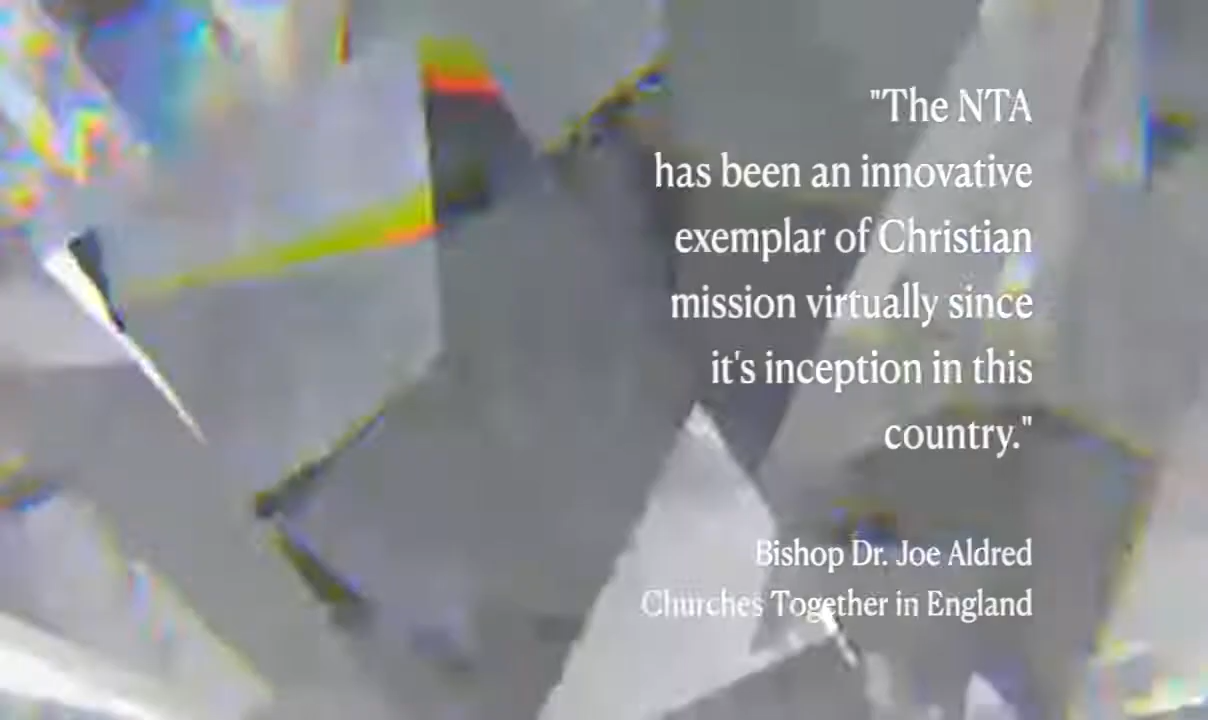 "The NTA
has been an innovative
exemplar of Christian
mission virtually since
it's inception in this
country."
Bishop Dr. Joe Aldred
Churches Together in England